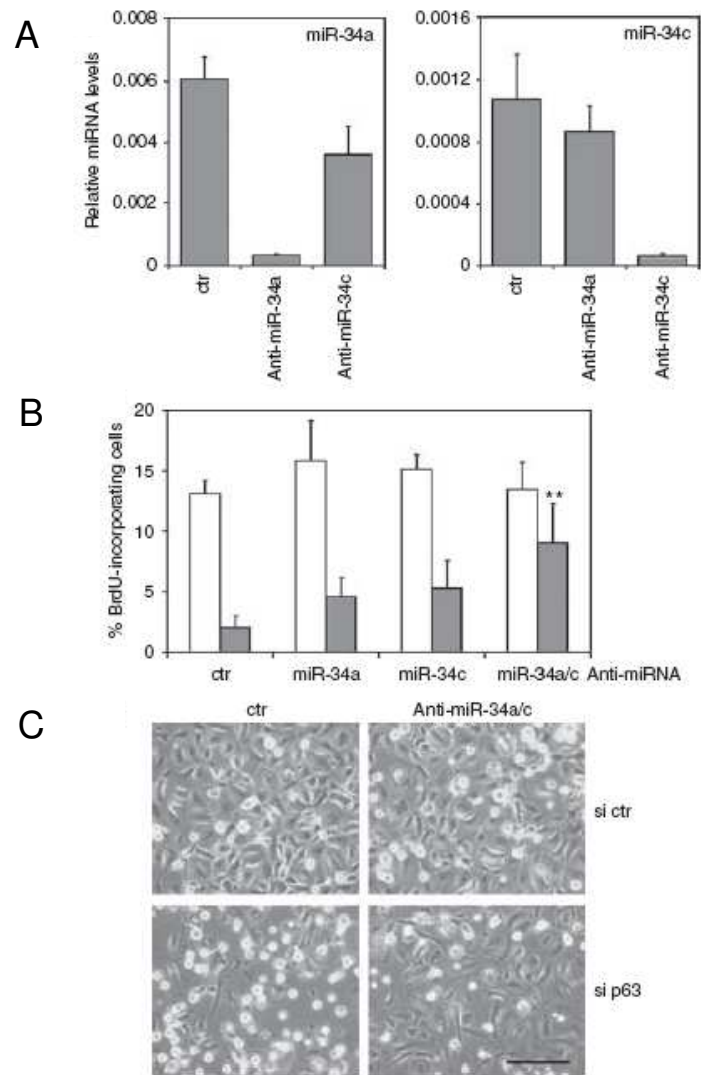 A
Relative miRNA levels
0.008
0.006
0.004
0.002
0
miR-34a
ctr
Anti-miR-34a
Anti-miR-34c
0.0016
0.0012
0.0008
0.0004
0
miR-34c
ctr
Anti-miR-34a
Anti-miR-34c
B
% BrdU-incorporating cells
20
15
10
5
0
**
ctr miR-34a miR-34c miR-34a/c Anti-miRNA
C
ctr Anti-miR-34a/c
si ctr
si p63